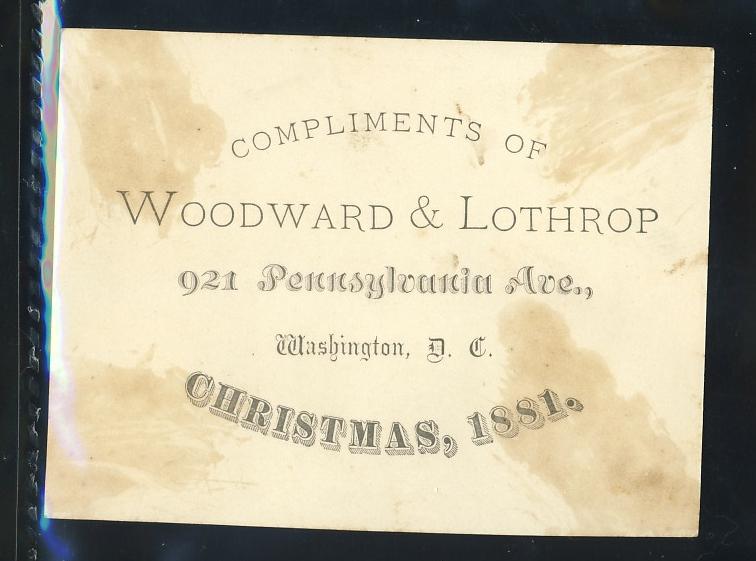 COMPLIMENTS OF
WOODWARD & LOTHROP
921 Pennsylvania Ave.,
Washington, D. C.
CHRISTMAS, 1881.